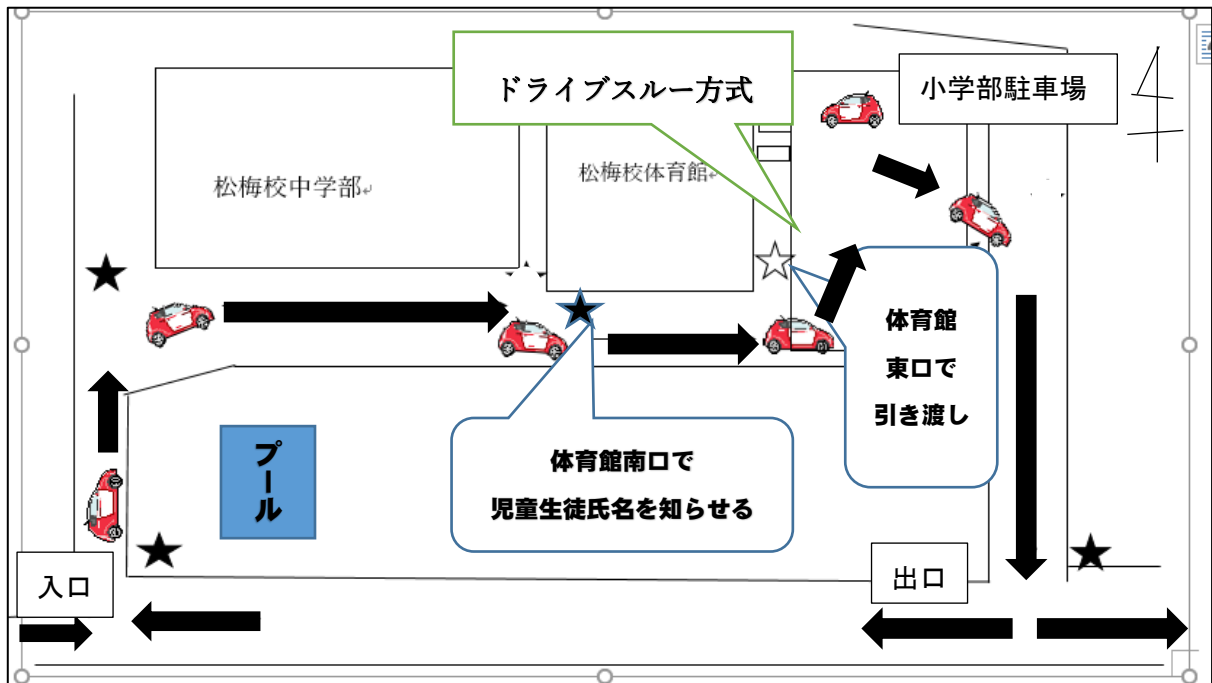 ドライブスルー方式
小学部駐車場
松梅校中学部
松梅校体育館
体育館
東口で
引き渡し
体育館南口で
児童生徒氏名を知らせる
プール
入口
出口